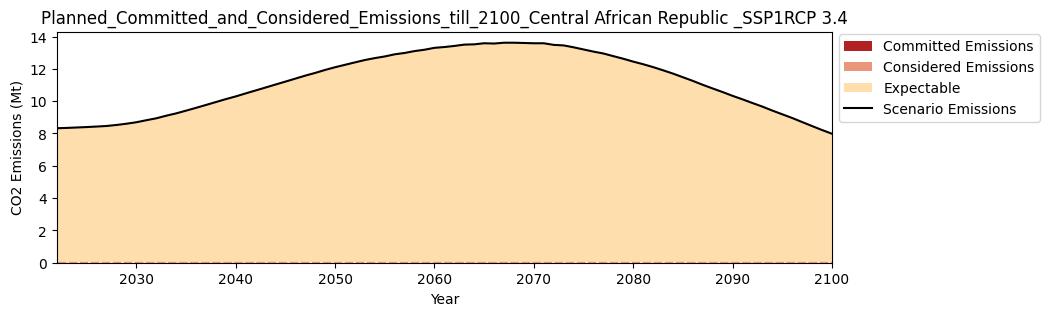 Planned_Committed_and_Considered_Emissions_till_2100_Central African Republic _SSP1RCP 3.4
14
12
10
8
6
4
2
0
CO2 Emissions (Mt)
2030 2040 2050 2060 2070 2080 2090 2100
Year
Committed Emissions
Considered Emissions
Expectable
Scenario Emissions